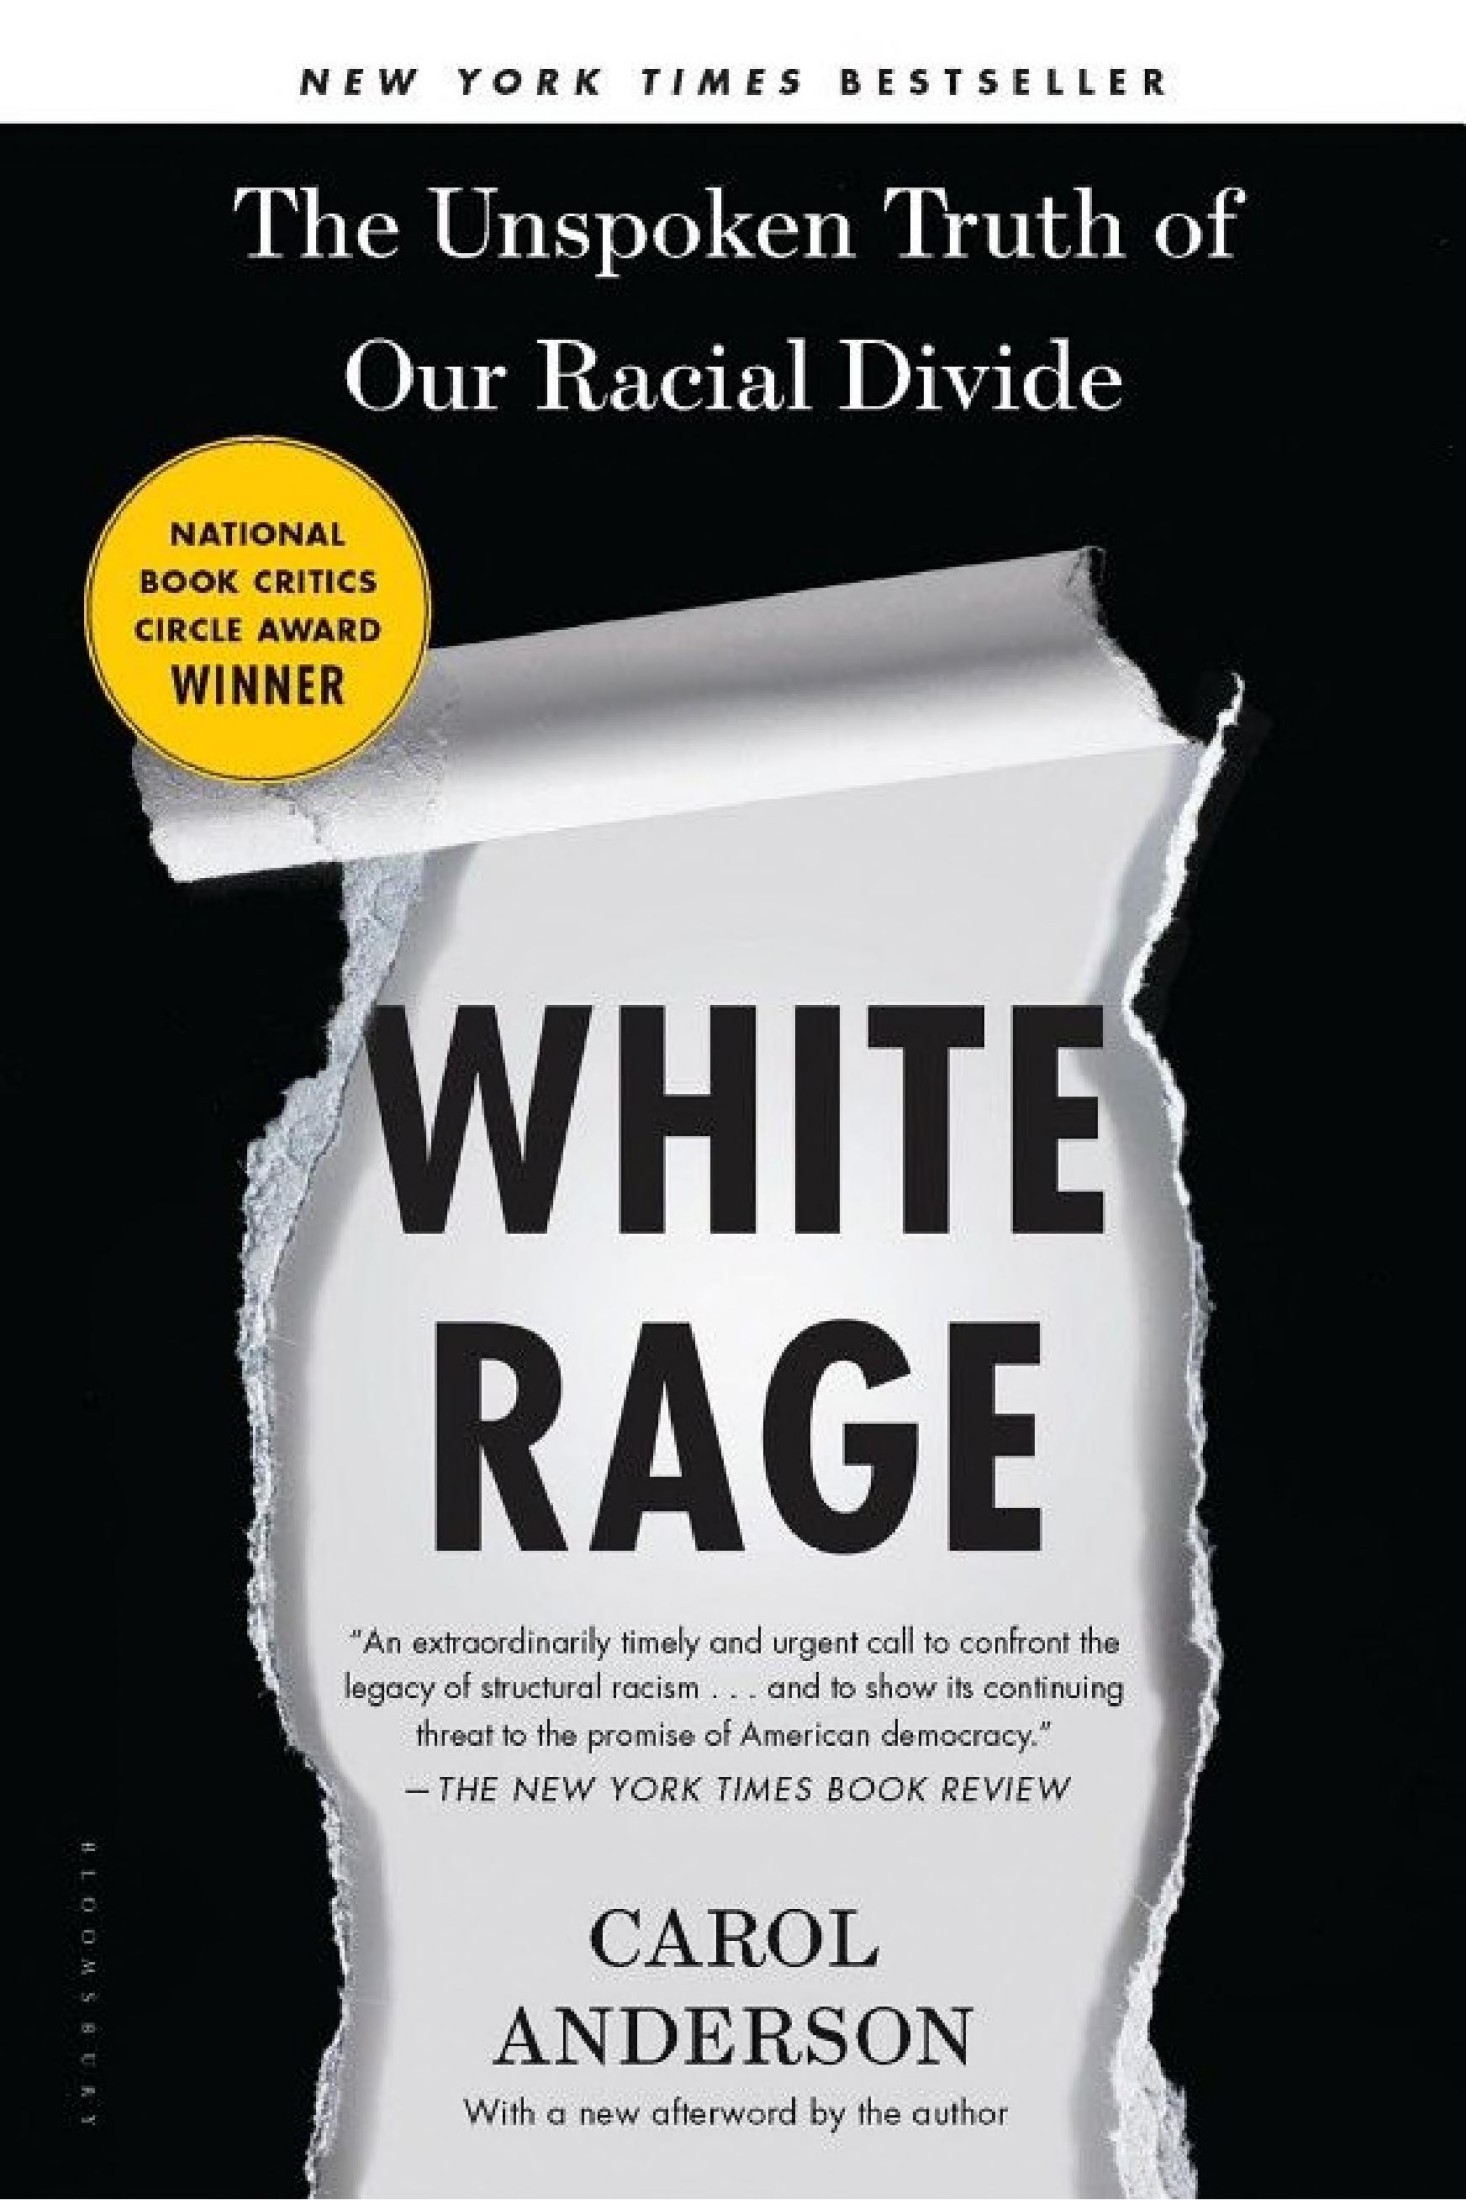 NEW YORK TIMES BESTSELLER
The Unspoken Truth of
Our Racial Divide
NATIONAL
BOOK CRITICS
CIRCLE AWARD
WINNER
WHITE
RAGE
“An extraordinarily timely and urgent call to confront the
legacy of structural racism . . . and to show its continuing
threat to the promise of American democracy.”
—THE NEW YORK TIMES BOOK REVIEW
CAROL
ANDERSON
With a new afterword by the author
BLOOMSBURY